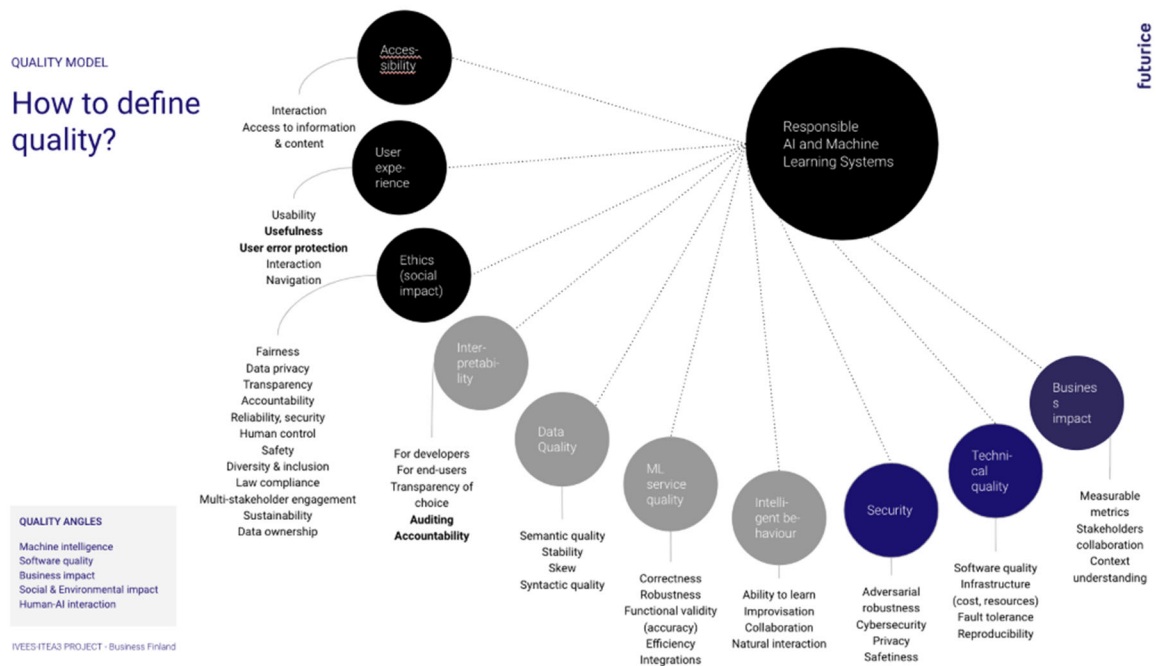 QUALITY MODEL
How to define
quality?
futurice
Acces-
sibility
Interaction
Access to information
& content
User
expe-
rience
Usability
Usefulness
User error protection
Interaction
Navigation
Ethics
(social
impact)
Fairness
Data privacy
Transparency
Accountability
Reliability, security
Human control
Safety
Diversity & inclusion
Law compliance
Multi-stakeholder engagement
Sustainability
Data ownership
Responsible
AI and Machine
Learning Systems
Inter-
pretabi-
lity
For developers
For end-users
Transparency of
choice
Auditing
Accountability
Data
Quality
Semantic quality
Stability
Skew
Syntactic quality
ML
service
quality
Correctness
Robustness
Functional validity
(accuracy)
Efficiency
Integrations
Intelli-
gent be-
haviour
Ability to learn
Improvisation
Collaboration
Natural interaction
Security
Adversarial
robustness
Cybersecurity
Privacy
Safetiness
Techni-
cal
quality
Software quality
Infrastructure
(cost, resources)
Fault tolerance
Reproducibility
Busines
s
impact
Measurable
metrics
Stakeholders
collaboration
Context
understanding
QUALITY ANGLES
Machine intelligence
Software quality
Business impact
Social & Environmental impact
Human-AI interaction
IVEES-ITEA3 PROJECT - Business Finland